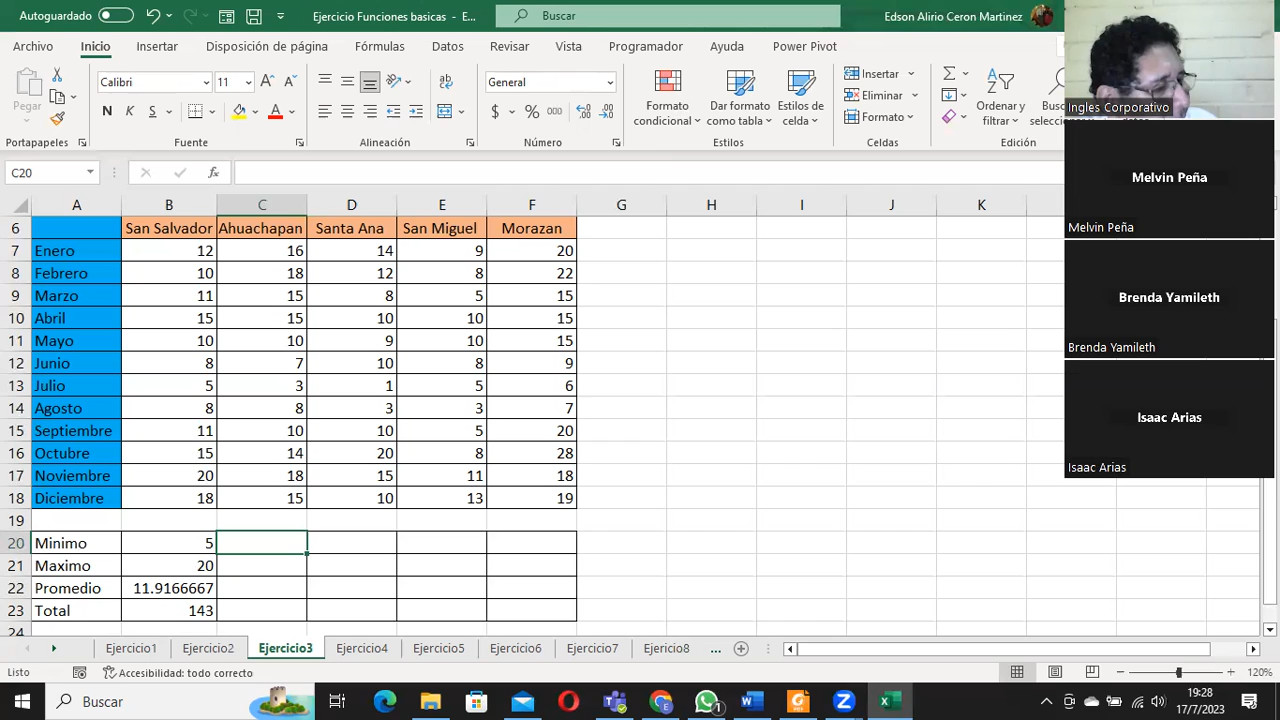 Autoguardado
Ejercicio Funciones basicas - E...
Buscar
Edson Alirio Ceron Martinez
Archivo Inicio Insertar Disposición de página Fórmulas Datos Revisar Vista Programador Ayuda Power Pivot
Pegar
Calibri 11
N K S
General
$ % 000
Formato condicional
Dar formato como tabla
Estilos de celda
Insertar
Eliminar
Formato
Ordenar y filtrar
Portapapeles Fuente Alineación Número Estilos Celdas Edición
C20
fx
A B C D E F G H I J K
6 San Salvador Ahuachapan Santa Ana San Miguel Morazan
7 Enero 12 16 14 9 20
8 Febrero 10 18 12 8 22
9 Marzo 11 15 8 5 15
10 Abril 15 15 10 10 15
11 Mayo 10 10 9 10 15
12 Junio 8 7 10 8 9
13 Julio 5 3 1 5 6
14 Agosto 8 8 3 3 7
15 Septiembre 11 10 10 5 20
16 Octubre 15 14 20 8 28
17 Noviembre 20 18 15 11 18
18 Diciembre 18 15 10 13 19
19
20 Minimo 5
21 Maximo 20
22 Promedio 11.9166667
23 Total 143
24
Ejercicio1 Ejercicio2 Ejercicio3 Ejercicio4 Ejercicio5 Ejercicio6 Ejercicio7 Ejercicio8 ...
Listo
Accesibilidad: todo correcto
120%
Buscar
19:28
17/7/2023
Ingles Corporativo
Melvin Peña
Melvin Peña
Brenda Yamileth
Brenda Yamileth
Isaac Arias
Isaac Arias